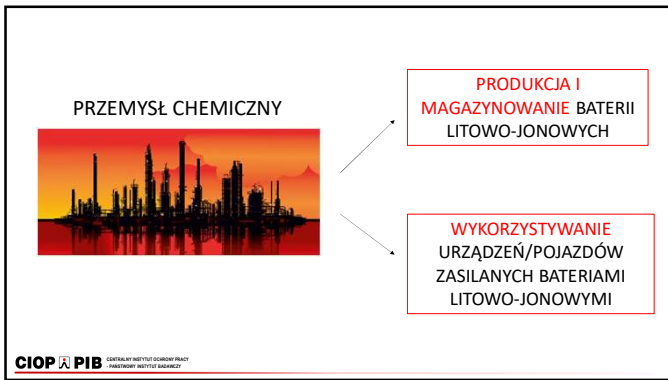 PRZEMYSŁ CHEMICZNY
PRODUKCJA I
MAGAZYNOWANIE BATERII
LITOWO-JONOWYCH
WYKORZYSTYWANIE
URZĄDZEŃ/POJAZDÓW
ZASILANYCH BATERIAMI
LITOWO-JONOWYMI
CIOP PIB
CENTRALNY INSTYTUT OCHRONY PRACY
- PAŃSTWOWY INSTYTUT BADAWCZY